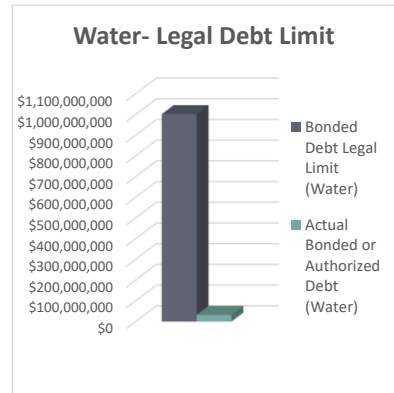 Water- Legal Debt Limit
$1,100,000,000
$1,000,000,000
$900,000,000
$800,000,000
$700,000,000
$600,000,000
$500,000,000
$400,000,000
$300,000,000
$200,000,000
$100,000,000
$0
Bonded
Debt Legal
Limit
(Water)
Actual
Bonded or
Authorized
Debt
(Water)